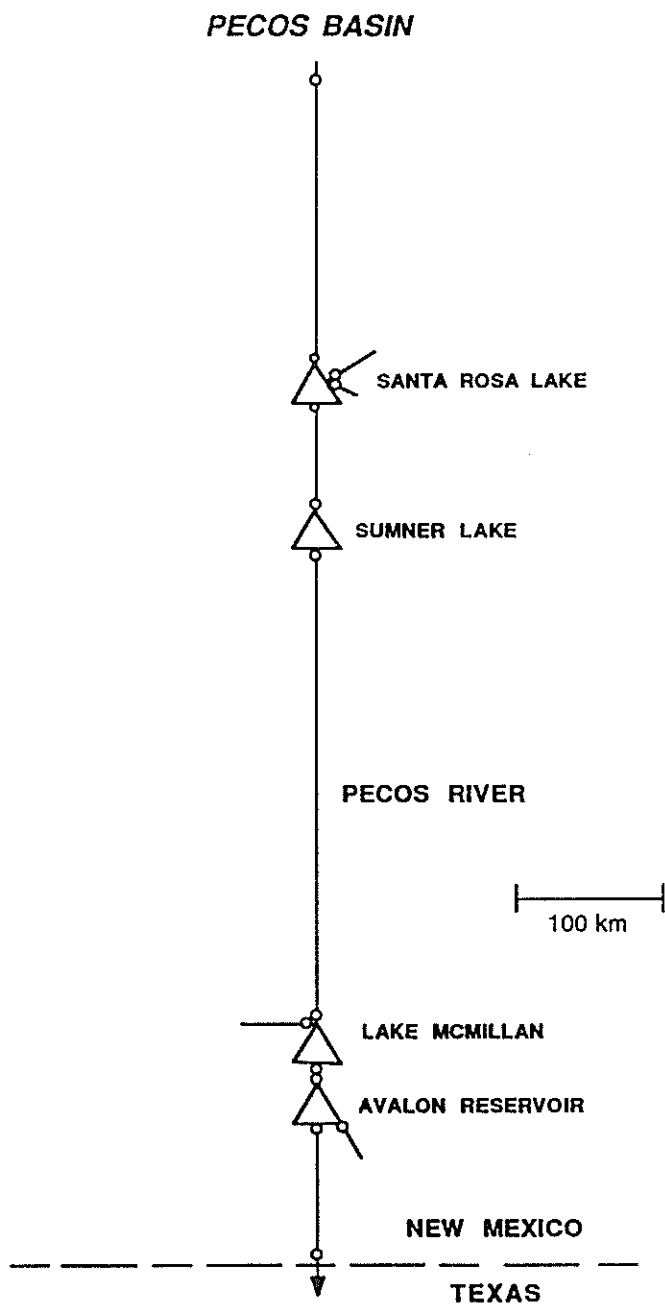 PECOS BASIN
SANTA ROSA LAKE
SUMNER LAKE
PECOS RIVER
100 km
LAKE MCMILLAN
AVALON RESERVOIR
NEW MEXICO
TEXAS